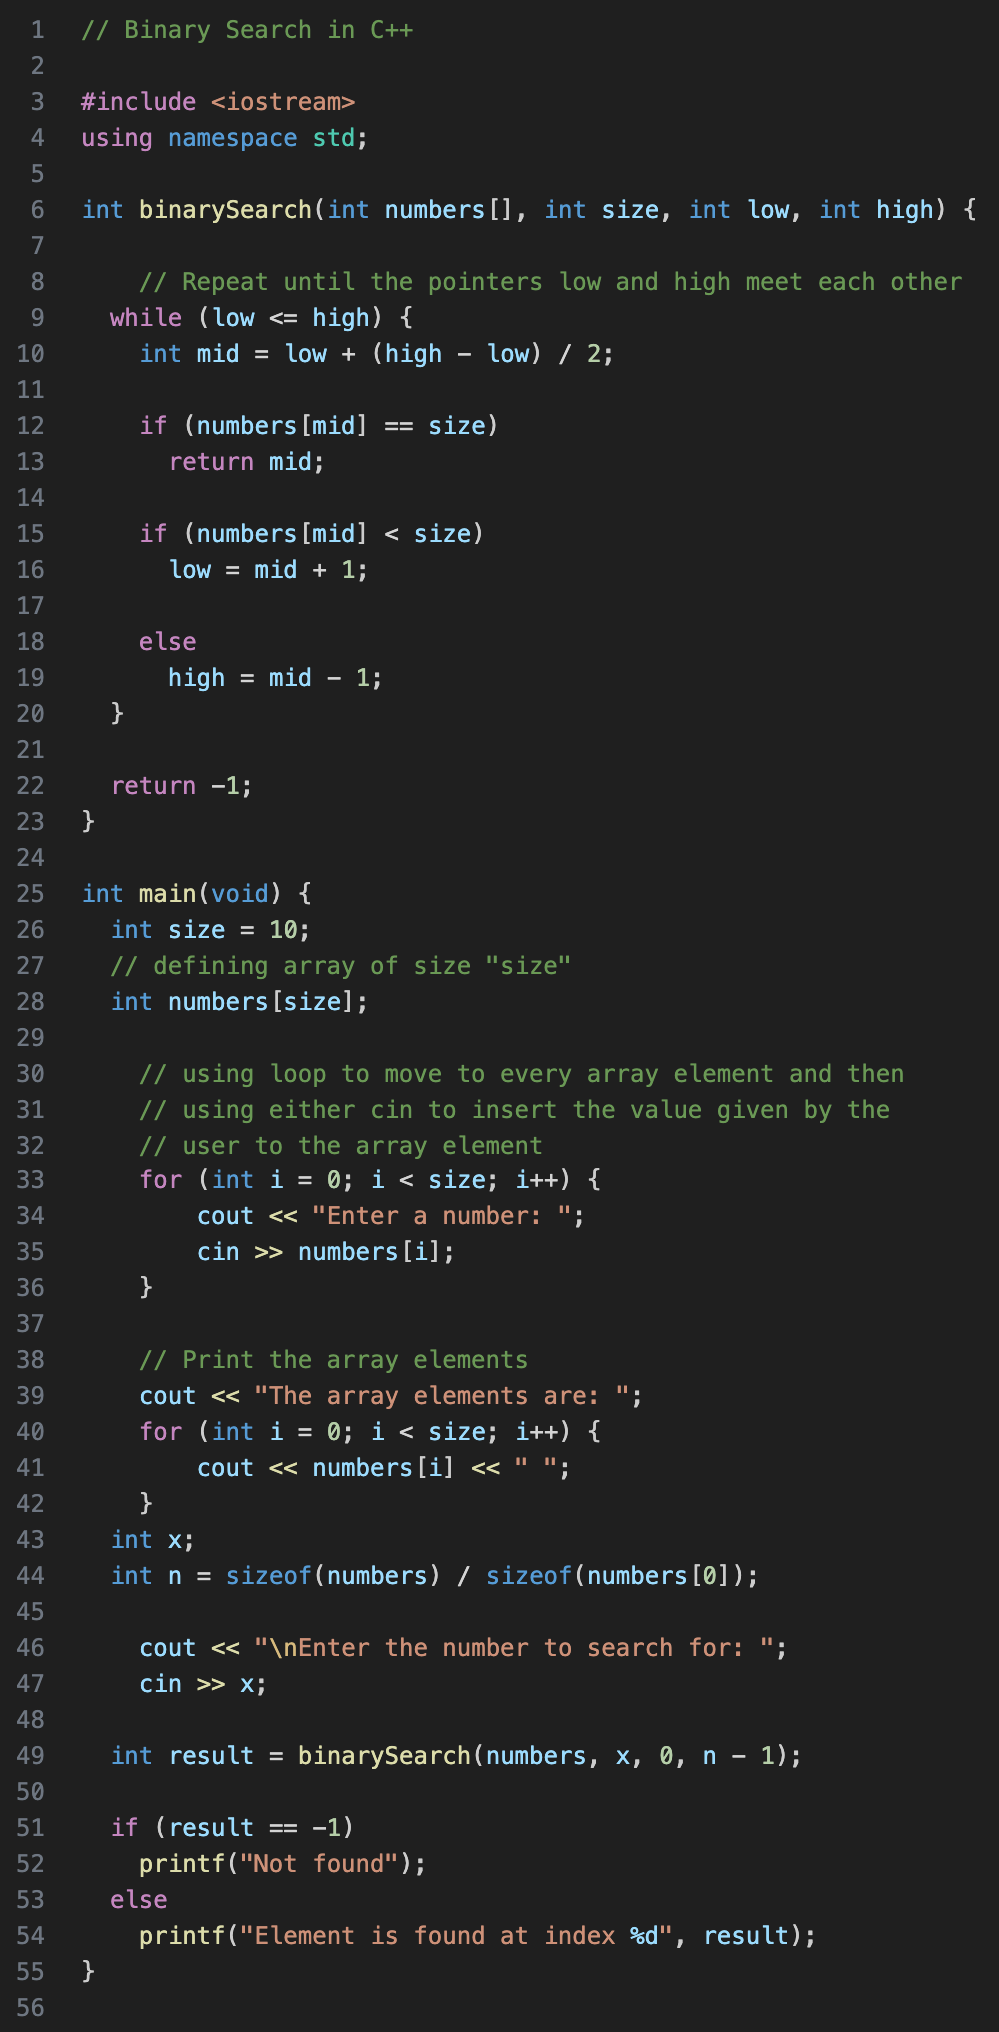 1 // Binary Search in C++
2
3 #include <iostream>
4 using namespace std;
5
6 int binarySearch(int numbers[], int size, int low, int high) {
7
8     // Repeat until the pointers low and high meet each other
9   while (low <= high) {
10     int mid = low + (high - low) / 2;
11
12     if (numbers[mid] == size)
13       return mid;
14
15     if (numbers[mid] < size)
16       low = mid + 1;
17
18     else
19       high = mid - 1;
20   }
21
22   return -1;
23 }
24
25 int main(void) {
26   int size = 10;
27   // defining array of size "size"
28   int numbers[size];
29
30     // using loop to move to every array element and then
31     // using either cin to insert the value given by the
32     // user to the array element
33     for (int i = 0; i < size; i++) {
34         cout << "Enter a number: ";
35         cin >> numbers[i];
36     }
37
38     // Print the array elements
39     cout << "The array elements are: ";
40     for (int i = 0; i < size; i++) {
41         cout << numbers[i] << " ";
42     }
43   int x;
44   int n = sizeof(numbers) / sizeof(numbers[0]);
45
46     cout << "\nEnter the number to search for: ";
47     cin >> x;
48
49   int result = binarySearch(numbers, x, 0, n - 1);
50
51   if (result == -1)
52     printf("Not found");
53   else
54     printf("Element is found at index %d", result);
55 }
56